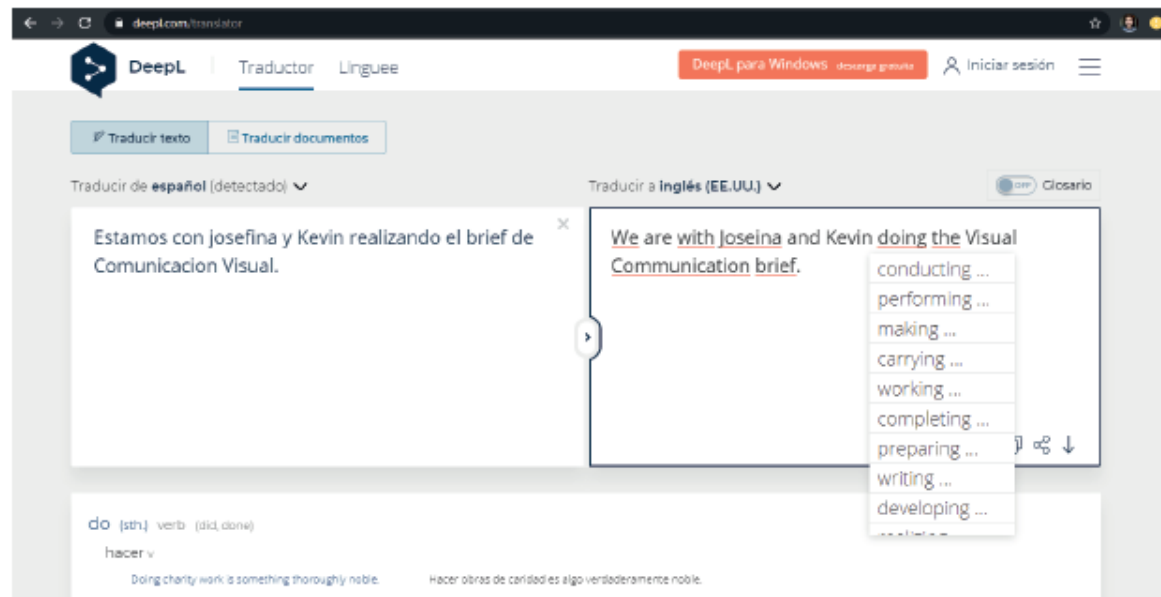 deepl.com/translator
DeepL Traductor Linguee DeepL para Windows descarga gratuita Iniciar sesión
Traducir texto Traducir documentos
Traducir de español (detectado) Traducir a inglés (EE.UU.) OFF Glosario
Estamos con josefina y Kevin realizando el brief de
Comunicacion Visual.
We are with Joseina and Kevin doing the Visual
Communication brief.
conducting ...
performing ...
making ...
carrying ...
working ...
completing ...
preparing ...
writing ...
developing ...
do (sth.) verb (did, done)
hacer v
Doing charity work is something thoroughly noble. Hacer obras de caridad es algo verdaderamente noble.